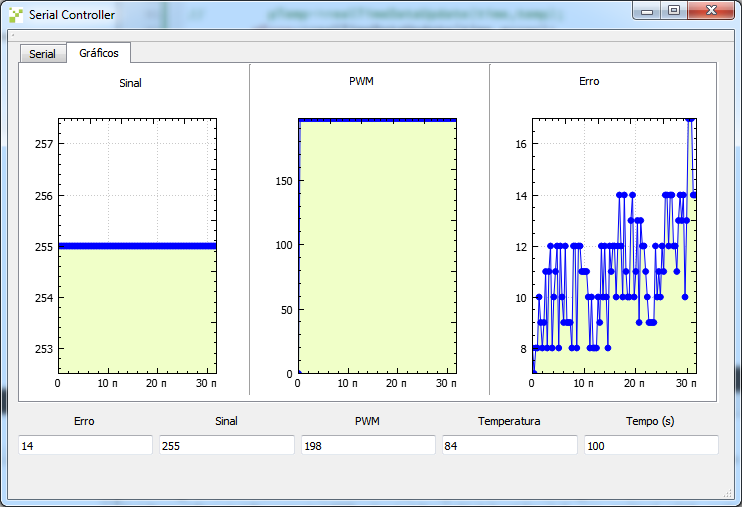 Serial Controller
Serial Gráficos
Sinal
257
256
255
254
253
0 10 n 20 n 30 n
PWM
150
100
50
0
0 10 n 20 n 30 n
Erro
16
14
12
10
8
0 10 n 20 n 30 n
Erro Sinal PWM Temperatura Tempo (s)
14 255 198 84 100